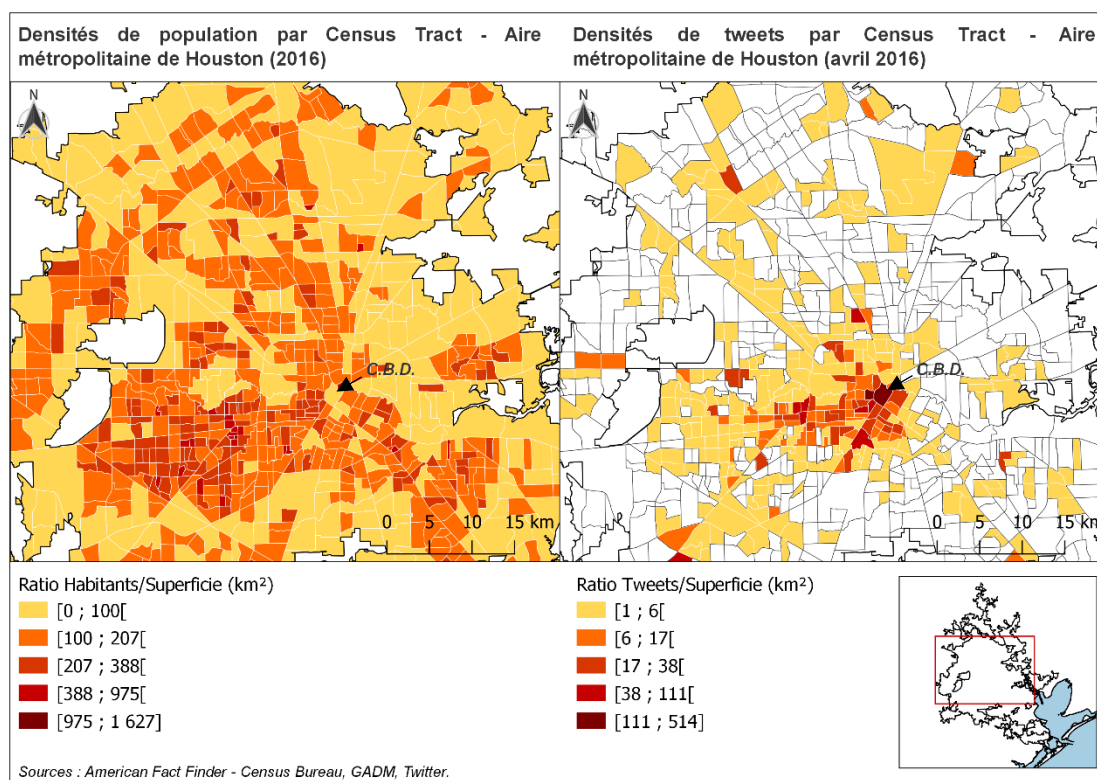 Densités de population par Census Tract - Aire
métropolitaine de Houston (2016)
Densités de tweets par Census Tract - Aire
métropolitaine de Houston (avril 2016)
N
N
C.B.D.
C.B.D.
0 5 10 15 km
0 5 10 15 km
Ratio Habitants/Superficie (km²)
[0 ; 100[
[100 ; 207[
[207 ; 388[
[388 ; 975[
[975 ; 1 627]
Ratio Tweets/Superficie (km²)
[1 ; 6[
[6 ; 17[
[17 ; 38[
[38 ; 111[
[111 ; 514]
Sources : American Fact Finder - Census Bureau, GADM, Twitter.